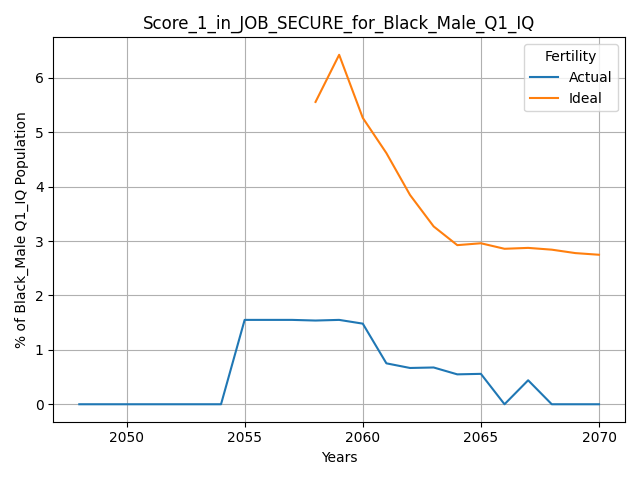 Score_1_in_JOB_SECURE_for_Black_Male_Q1_IQ
Fertility
Actual
Ideal
% of Black_Male Q1_IQ Population
6
5
4
3
2
1
0
2050 2055 2060 2065 2070
Years